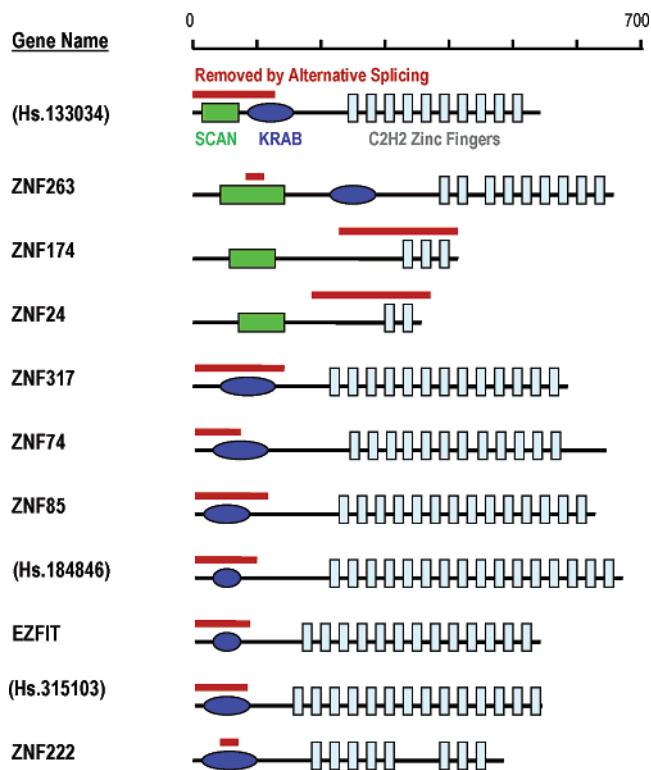 0 700
Gene Name
Removed by Alternative Splicing
(Hs.133034)
SCAN KRAB C2H2 Zinc Fingers
ZNF263
ZNF174
ZNF24
ZNF317
ZNF74
ZNF85
(Hs.184846)
EZFIT
(Hs.315103)
ZNF222